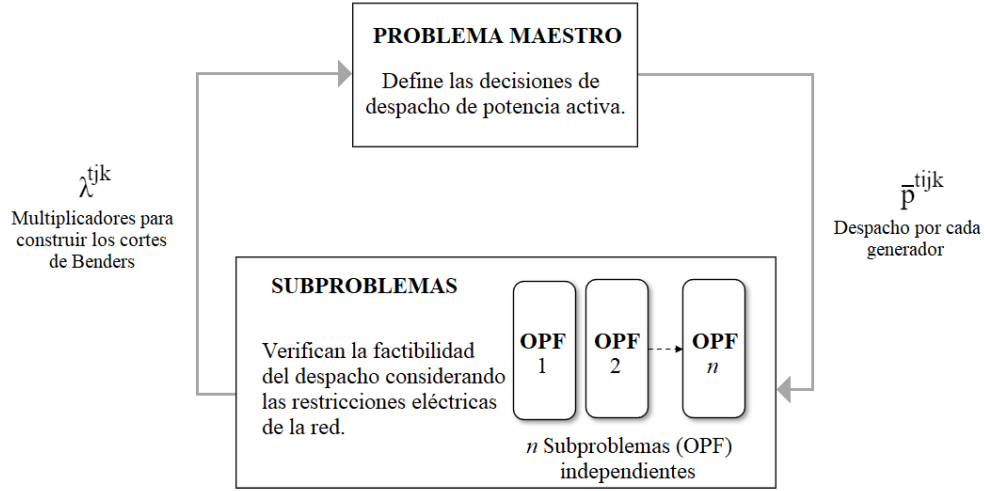 PROBLEMA MAESTRO
Define las decisiones de
despacho de potencia activa.
λ^tjk
Multiplicadores para
construir los cortes
de Benders
p̅^tijk
Despacho por cada
generador
SUBPROBLEMAS
Verifican la factibilidad
del despacho considerando
las restricciones eléctricas
de la red.
OPF
1
OPF
2
OPF
n
n Subproblemas (OPF)
independientes